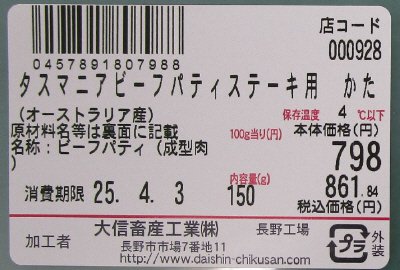 店コード
0457891807988
000928
タスマニアビーフパティステーキ用 かた
(オーストラリア産)
保存温度 4 ℃以下
原材料名等は裏面に記載
100g当り(円) 本体価格(円)
名称:ビーフパティ(成型肉
)
798
内容量(g)
消費期限 25. 4. 3 150 861.84
税込価格(円)
加工者 大信畜産工業㈱ 長野工場
長野市市場7番地11
http://www.daishin-chikusan.com/
プラ
外装